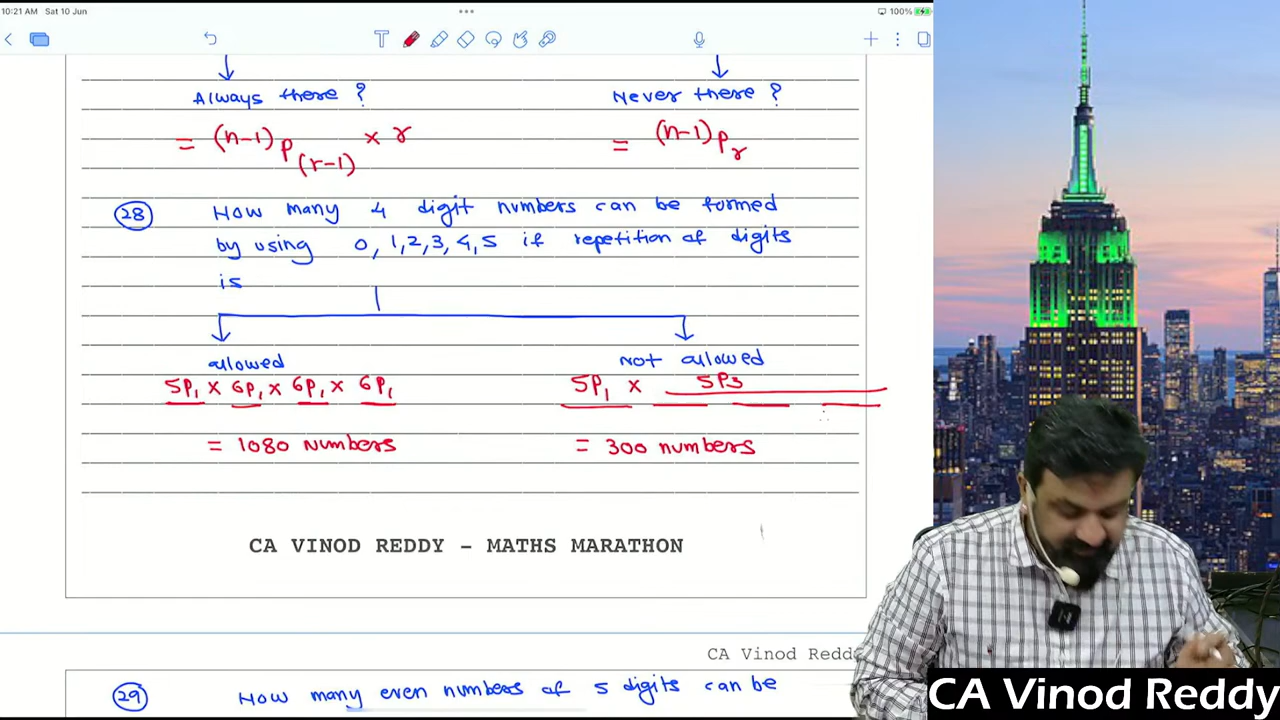 10:21 AM Sat 10 Jun
100%
Always there ?
Never there ?
= (n-1)P(r-1) × r
= (n-1)Pr
28 How many 4 digit numbers can be formed
by using 0, 1, 2, 3, 4, 5 if repetition of digits
is
allowed
not allowed
5P₁ × 6P₁ × 6P₁ × 6P₁
5P₁ × 5P3
= 1080 numbers
= 300 numbers
CA VINOD REDDY - MATHS MARATHON
CA Vinod Redd
29 How many even numbers of 5 digits can be
CA Vinod Reddy